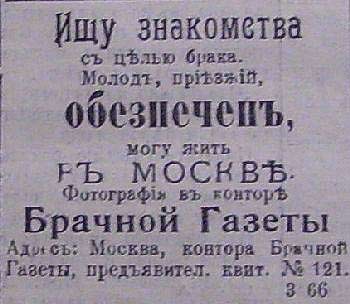 Ищу знакомства
съ цѣлью брака.
Молодъ, пріѣзжій,
обезпеченъ,
могу жить
ВЪ МОСКВѢ.
Фотографія въ конторѣ
Брачной Газеты
Адресъ: Москва, контора Брачной
Газеты, предъявител. квит. № 121.
З 66